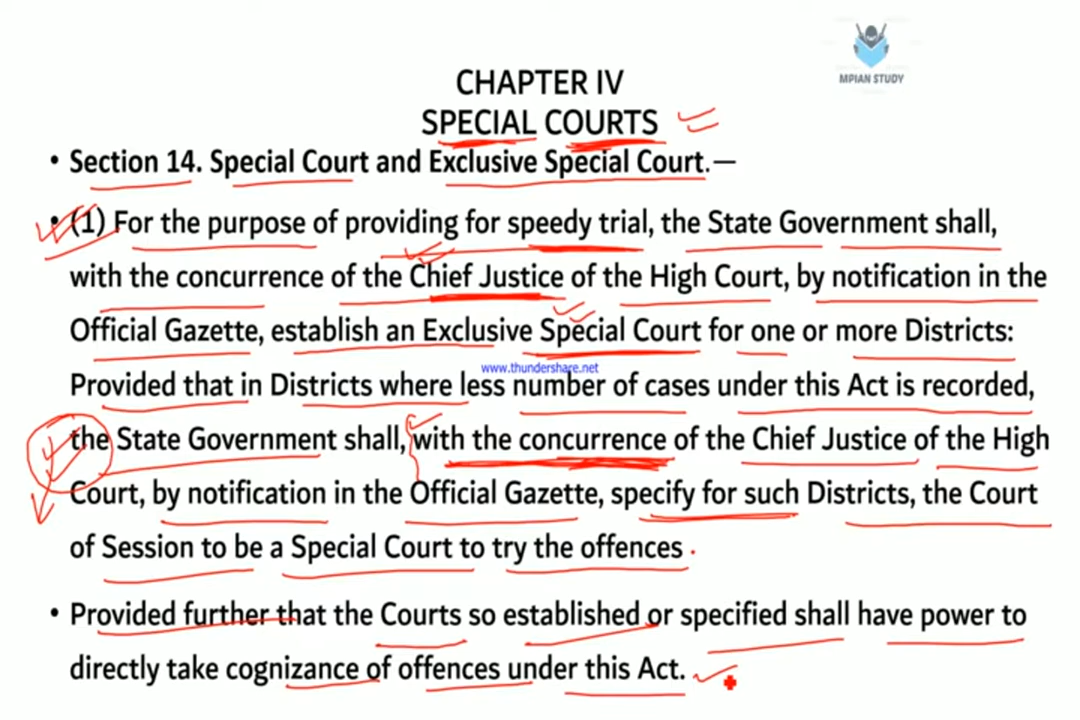 MPIAN STUDY
CHAPTER IV
SPECIAL COURTS
• Section 14. Special Court and Exclusive Special Court.—
• (1) For the purpose of providing for speedy trial, the State Government shall,
with the concurrence of the Chief Justice of the High Court, by notification in the
Official Gazette, establish an Exclusive Special Court for one or more Districts:
www.thundershare.net
Provided that in Districts where less number of cases under this Act is recorded,
the State Government shall, with the concurrence of the Chief Justice of the High
Court, by notification in the Official Gazette, specify for such Districts, the Court
of Session to be a Special Court to try the offences
• Provided further that the Courts so established or specified shall have power to
directly take cognizance of offences under this Act.